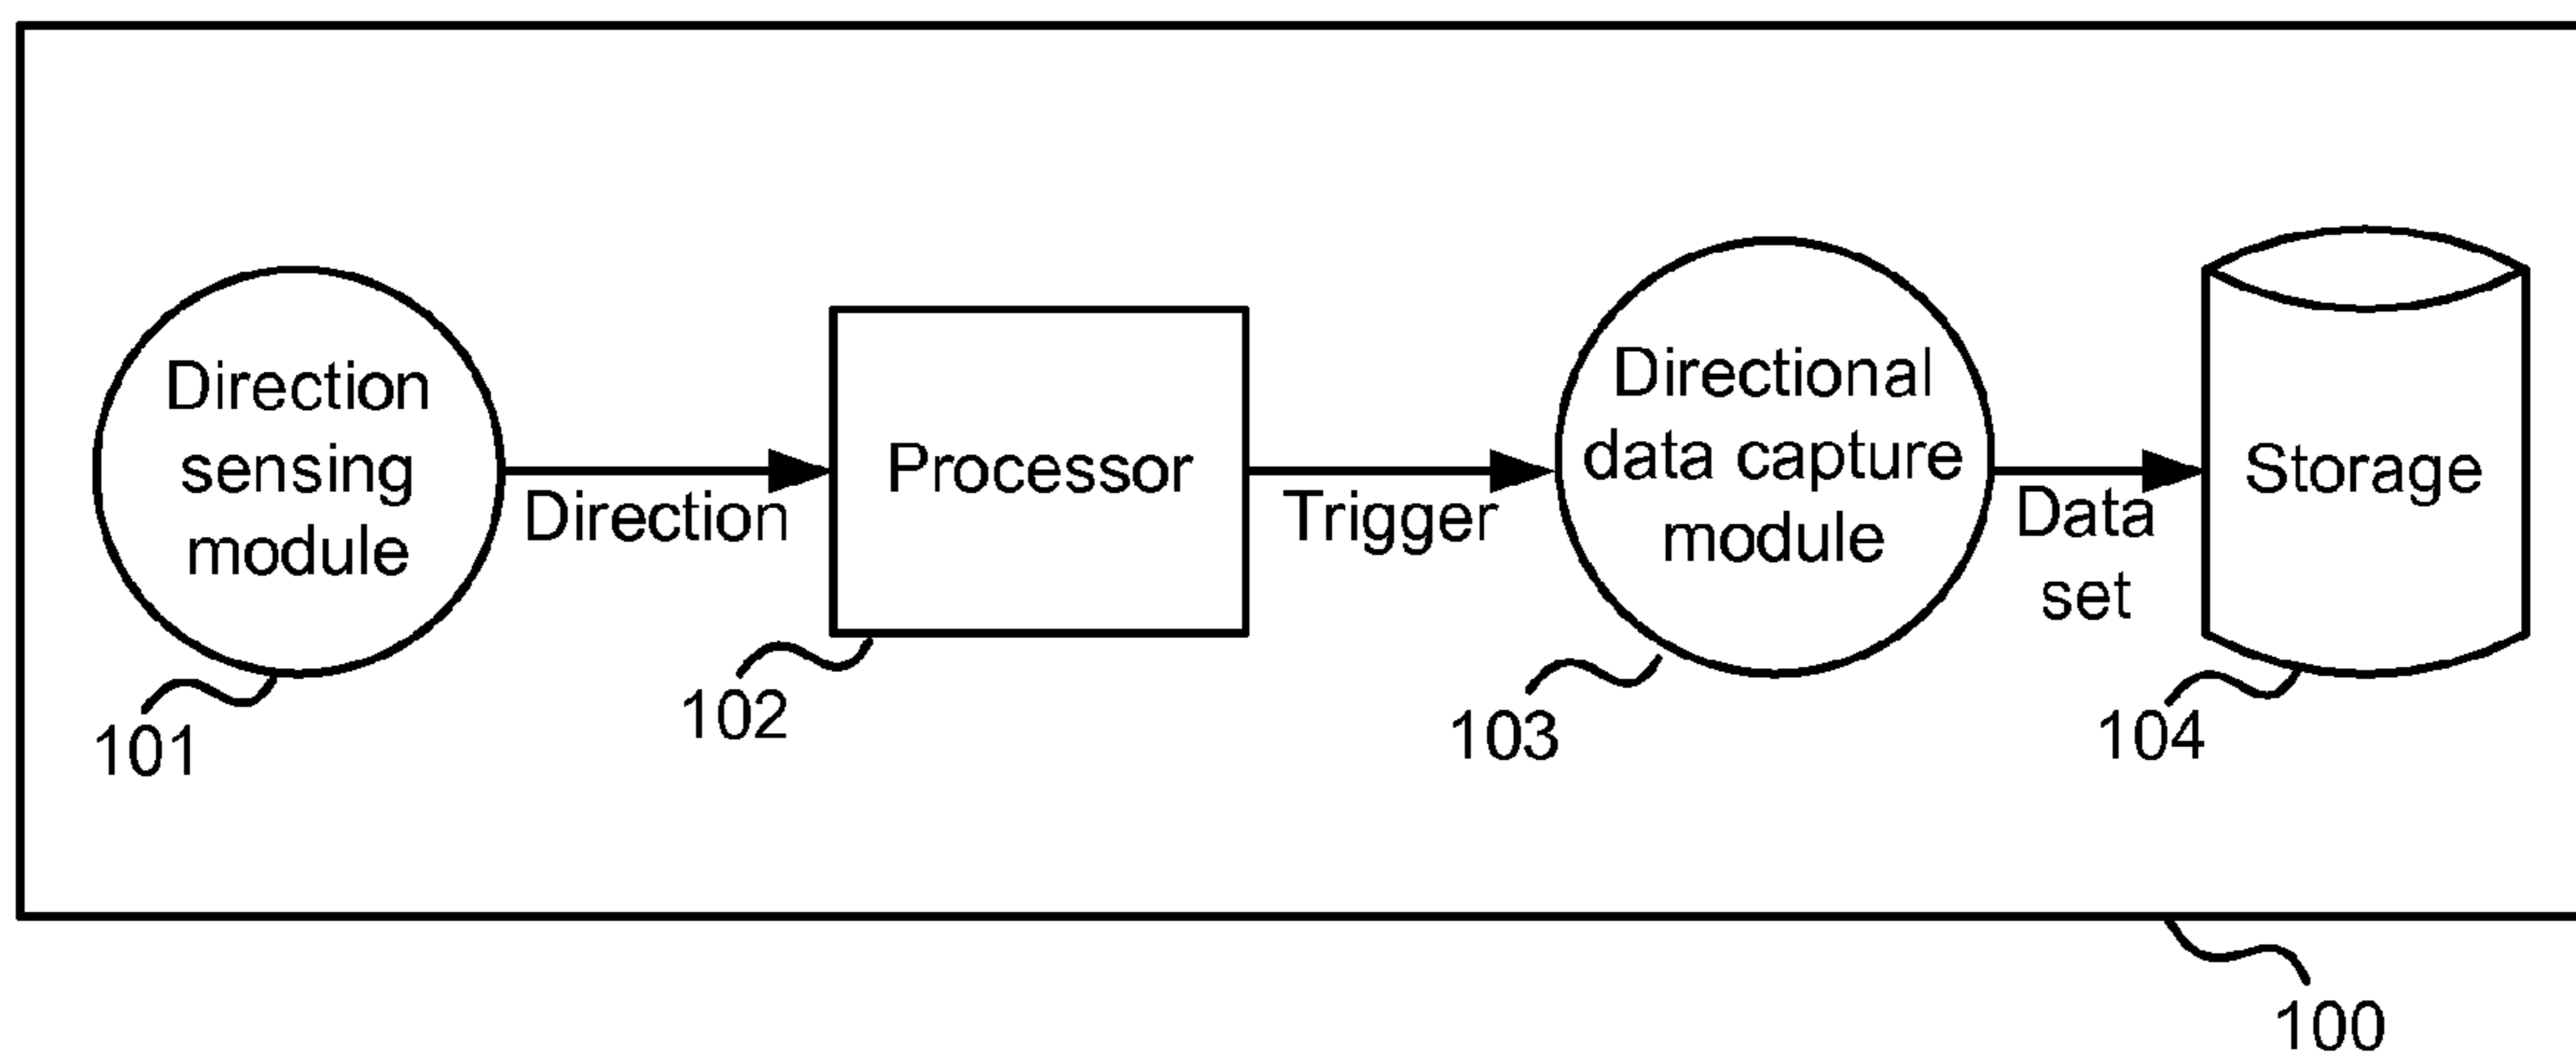 Direction
sensing
module
Direction
Processor
Trigger
Directional
data capture
module
Data
set
Storage
101
102
103
104
100